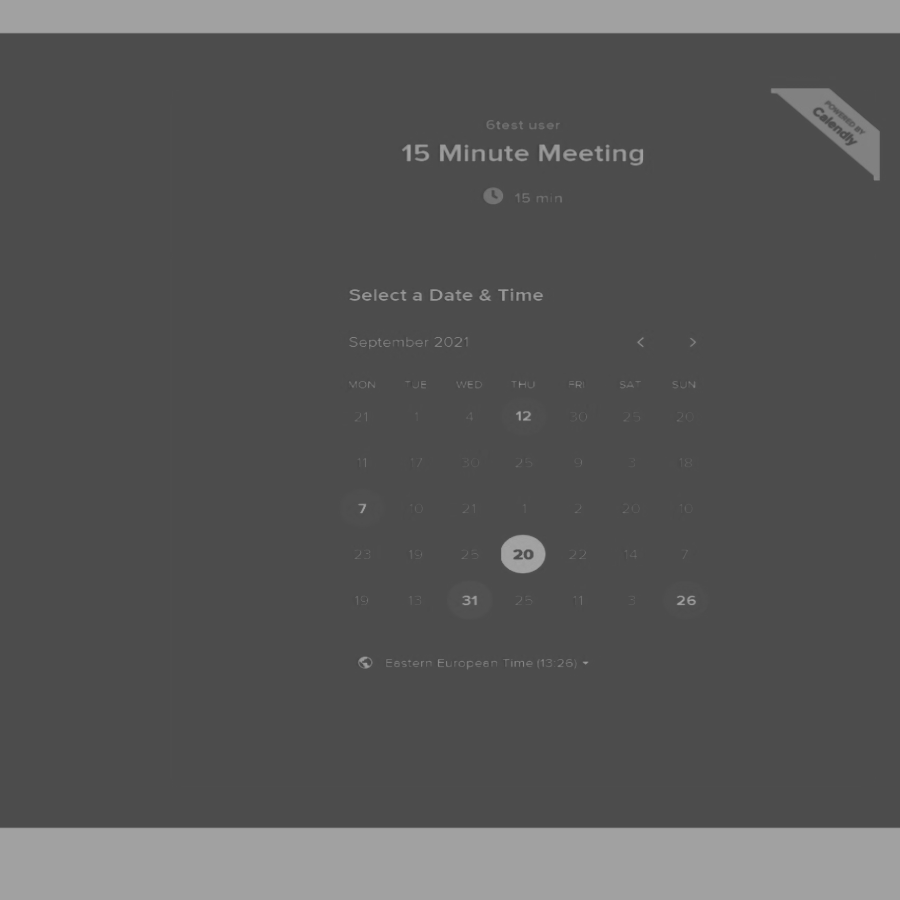 POWERED BY
Calendly
6test user
15 Minute Meeting
15 min
Select a Date & Time
September 2021
MON TUE WED THU FRI SAT SUN
21 1 4 12 30 25 20
11 17 30 25 9 3 18
7 10 21 1 2 20 10
23 19 25 20 22 14 7
19 13 31 25 11 3 26
Eastern European Time (13:26)